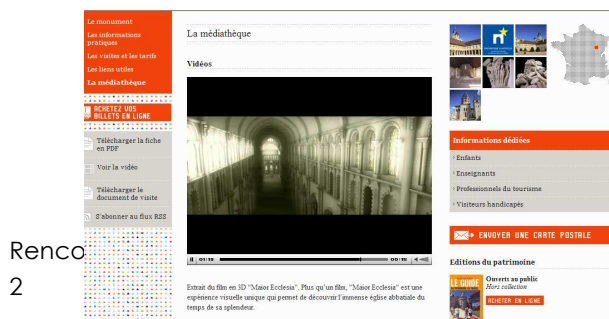 Le monument
Les informations
pratiques
Les visites et les tarifs
Les liens utiles
La médiathèque
ACHETEZ VOS
BILLETS EN LIGNE
Télécharger la fiche
en PDF
Voir la vidéo
Télécharger le
document de visite
S'abonner au flux RSS
Renco
2
La médiathèque
Vidéos
01:18
00:15
Extrait du film en 3D "Maior Ecclesia". Plus qu'un film, "Maior Ecclesia" est une
expérience visuelle unique qui permet de découvrir l'immense église abbatiale du
temps de sa splendeur.
Informations dédiées
Enfants
Enseignants
Professionnels du tourisme
Visiteurs handicapés
ENVOYER UNE CARTE POSTALE
Editions du patrimoine
LE GUIDE
Ouverts au public
Hors collection
ACHETER EN LIGNE